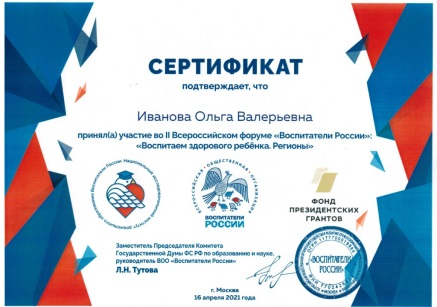 СЕРТИФИКАТ
подтверждает, что
Иванова Ольга Валерьевна
принял(а) участие во II Всероссийском форуме «Воспитатели России»:
«Воспитаем здорового ребёнка. Регионы»
ВСЕРОССИЙСКАЯ ОБЩЕСТВЕННАЯ ОРГАНИЗАЦИЯ
ВОСПИТАТЕЛИ
РОССИИ
ФОНД
ПРЕЗИДЕНТСКИХ
ГРАНТОВ
Заместитель Председателя Комитета
Государственной Думы ФС РФ по образованию и науке,
руководитель ВОО «Воспитатели России»
Л.Н. Тутова
«ВОСПИТАТЕЛИ
РОССИИ»
г. Москва
16 апреля 2021 года